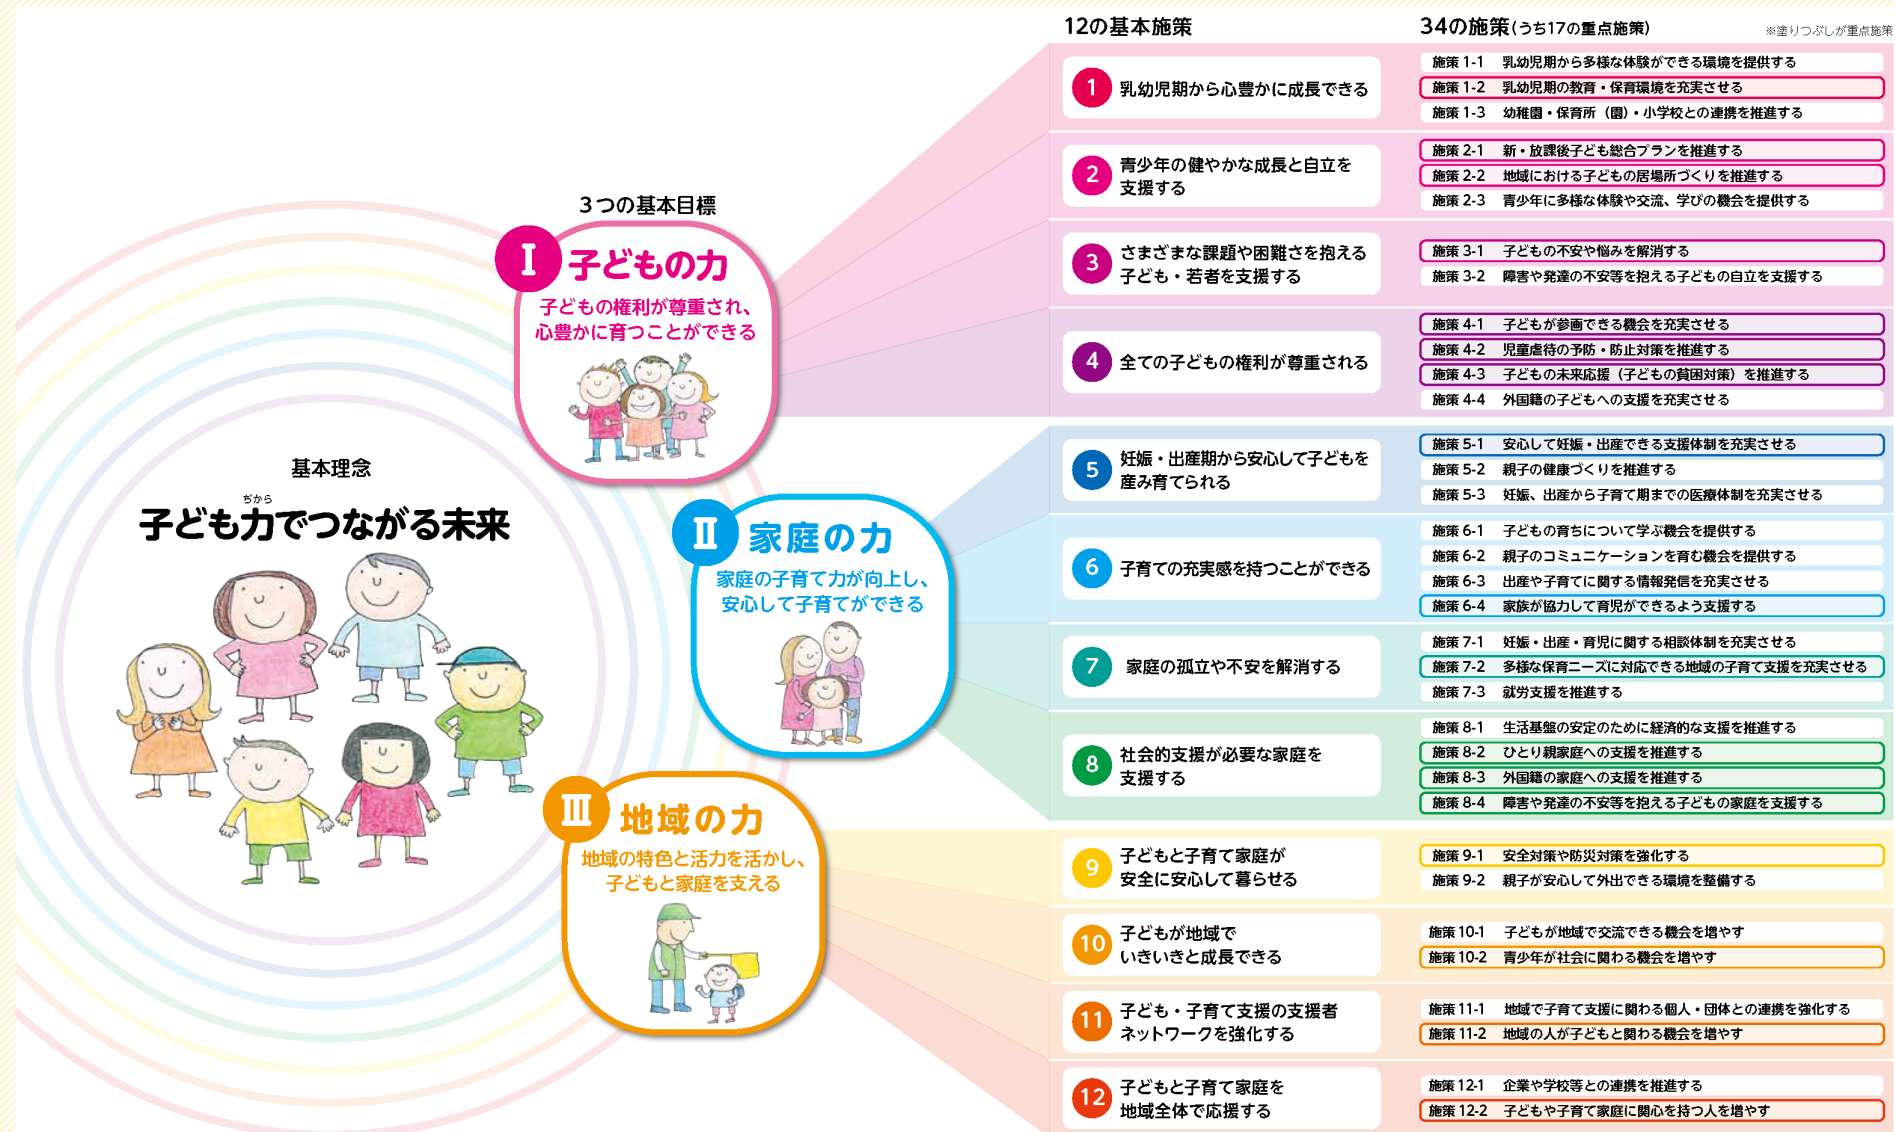 基本理念
ぢから
子ども力でつながる未来
3つの基本目標
I
子どもの力
子どもの権利が尊重され、
心豊かに育つことができる
II
家庭の力
家庭の子育て力が向上し、
安心して子育てができる
III
地域の力
地域の特色と活力を活かし、
子どもと家庭を支える
12の基本施策
34の施策(うち17の重点施策)
※塗りつぶしが重点施策
1
乳幼児期から心豊かに成長できる
施策 1-1 乳幼児期から多様な体験ができる環境を提供する
施策 1-2 乳幼児期の教育・保育環境を充実させる
施策 1-3 幼稚園・保育所（園）・小学校との連携を推進する
2
青少年の健やかな成長と自立を
支援する
施策 2-1 新・放課後子ども総合プランを推進する
施策 2-2 地域における子どもの居場所づくりを推進する
施策 2-3 青少年に多様な体験や交流、学びの機会を提供する
3
さまざまな課題や困難さを抱える
子ども・若者を支援する
施策 3-1 子どもの不安や悩みを解消する
施策 3-2 障害や発達の不安等を抱える子どもの自立を支援する
4
全ての子どもの権利が尊重される
施策 4-1 子どもが参画できる機会を充実させる
施策 4-2 児童虐待の予防・防止対策を推進する
施策 4-3 子どもの未来応援（子どもの貧困対策）を推進する
施策 4-4 外国籍の子どもへの支援を充実させる
5
妊娠・出産期から安心して子どもを
産み育てられる
施策 5-1 安心して妊娠・出産できる支援体制を充実させる
施策 5-2 親子の健康づくりを推進する
施策 5-3 妊娠、出産から子育て期までの医療体制を充実させる
6
子育ての充実感を持つことができる
施策 6-1 子どもの育ちについて学ぶ機会を提供する
施策 6-2 親子のコミュニケーションを育む機会を提供する
施策 6-3 出産や子育てに関する情報発信を充実させる
施策 6-4 家族が協力して育児ができるよう支援する
7
家庭の孤立や不安を解消する
施策 7-1 妊娠・出産・育児に関する相談体制を充実させる
施策 7-2 多様な保育ニーズに対応できる地域の子育て支援を充実させる
施策 7-3 就労支援を推進する
8
社会的支援が必要な家庭を
支援する
施策 8-1 生活基盤の安定のために経済的な支援を推進する
施策 8-2 ひとり親家庭への支援を推進する
施策 8-3 外国籍の家庭への支援を推進する
施策 8-4 障害や発達の不安等を抱える子どもの家庭を支援する
9
子どもと子育て家庭が
安全に安心して暮らせる
施策 9-1 安全対策や防災対策を強化する
施策 9-2 親子が安心して外出できる環境を整備する
10
子どもが地域で
いきいきと成長できる
施策 10-1 子どもが地域で交流できる機会を増やす
施策 10-2 青少年が社会に関わる機会を増やす
11
子ども・子育て支援の支援者
ネットワークを強化する
施策 11-1 地域で子育て支援に関わる個人・団体との連携を強化する
施策 11-2 地域の人が子どもと関わる機会を増やす
12
子どもと子育て家庭を
地域全体で応援する
施策 12-1 企業や学校等との連携を推進する
施策 12-2 子どもや子育て家庭に関心を持つ人を増やす